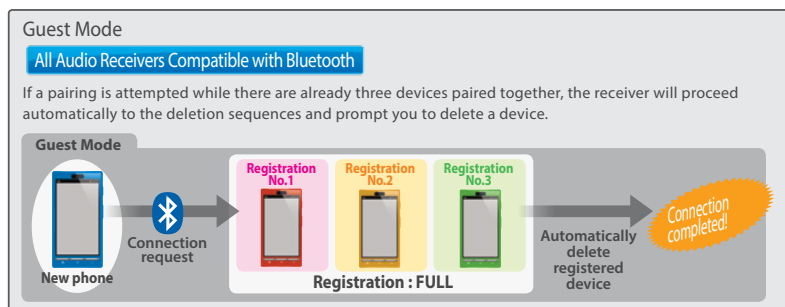 Guest Mode
All Audio Receivers Compatible with Bluetooth
If a pairing is attempted while there are already three devices paired together, the receiver will proceed
automatically to the deletion sequences and prompt you to delete a device.
Guest Mode
New phone
Connection
request
Registration
No.1
Registration
No.2
Registration
No.3
Registration : FULL
Automatically
delete
registered
device
Connection
completed!